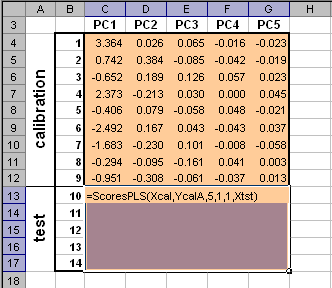 A B C D E F G H
3 PC1 PC2 PC3 PC4 PC5
calibration
4 1 3.364 0.026 0.065 -0.016 -0.023
5 2 0.742 0.384 -0.085 -0.042 -0.019
6 3 -0.652 0.189 0.126 0.057 0.023
7 4 2.373 -0.213 0.030 0.000 0.045
8 5 -0.406 0.079 -0.058 0.048 -0.021
9 6 -2.492 0.167 0.043 -0.043 0.037
10 7 -1.683 -0.230 0.101 -0.008 -0.058
11 8 -0.294 -0.095 -0.161 0.041 0.003
12 9 -0.951 -0.308 -0.061 -0.037 0.013
test
13 10 =ScoresPLS(Xcal,YcalA,5,1,1,Xtst)
14 11
15 12
16 13
17 14
18